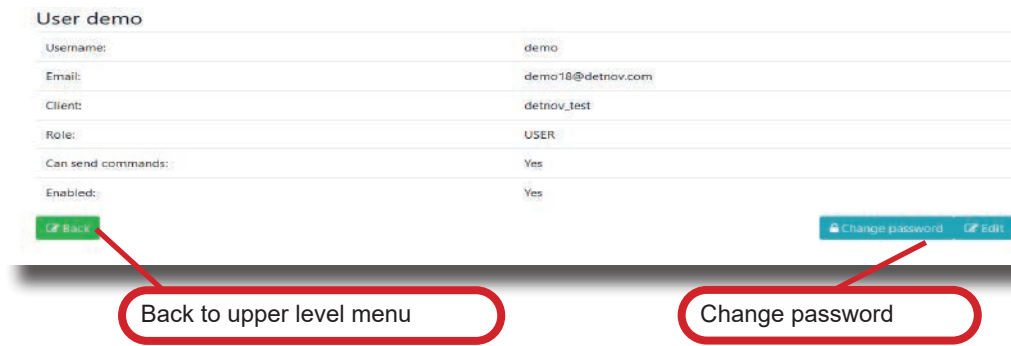 User demo
Username: demo
Email: demo18@detnov.com
Client: detnov_test
Role: USER
Can send commands: Yes
Enabled: Yes
Back Change password Edit
Back to upper level menu Change password